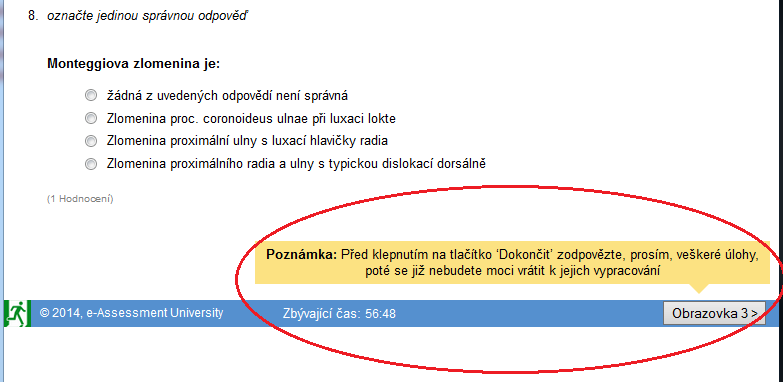 8. označte jedinou správnou odpověď
Monteggiova zlomenina je:
žádná z uvedených odpovědí není správná
Zlomenina proc. coronoideus ulnae při luxaci lokte
Zlomenina proximální ulny s luxací hlavičky radia
Zlomenina proximálního radia a ulny s typickou dislokací dorsálně
(1 Hodnocení)
Poznámka: Před klepnutím na tlačítko 'Dokončit' zodpovězte, prosím, veškeré úlohy,
poté se již nebudete moci vrátit k jejich vypracování
© 2014, e-Assessment University Zbývající čas: 56:48 Obrazovka 3 >